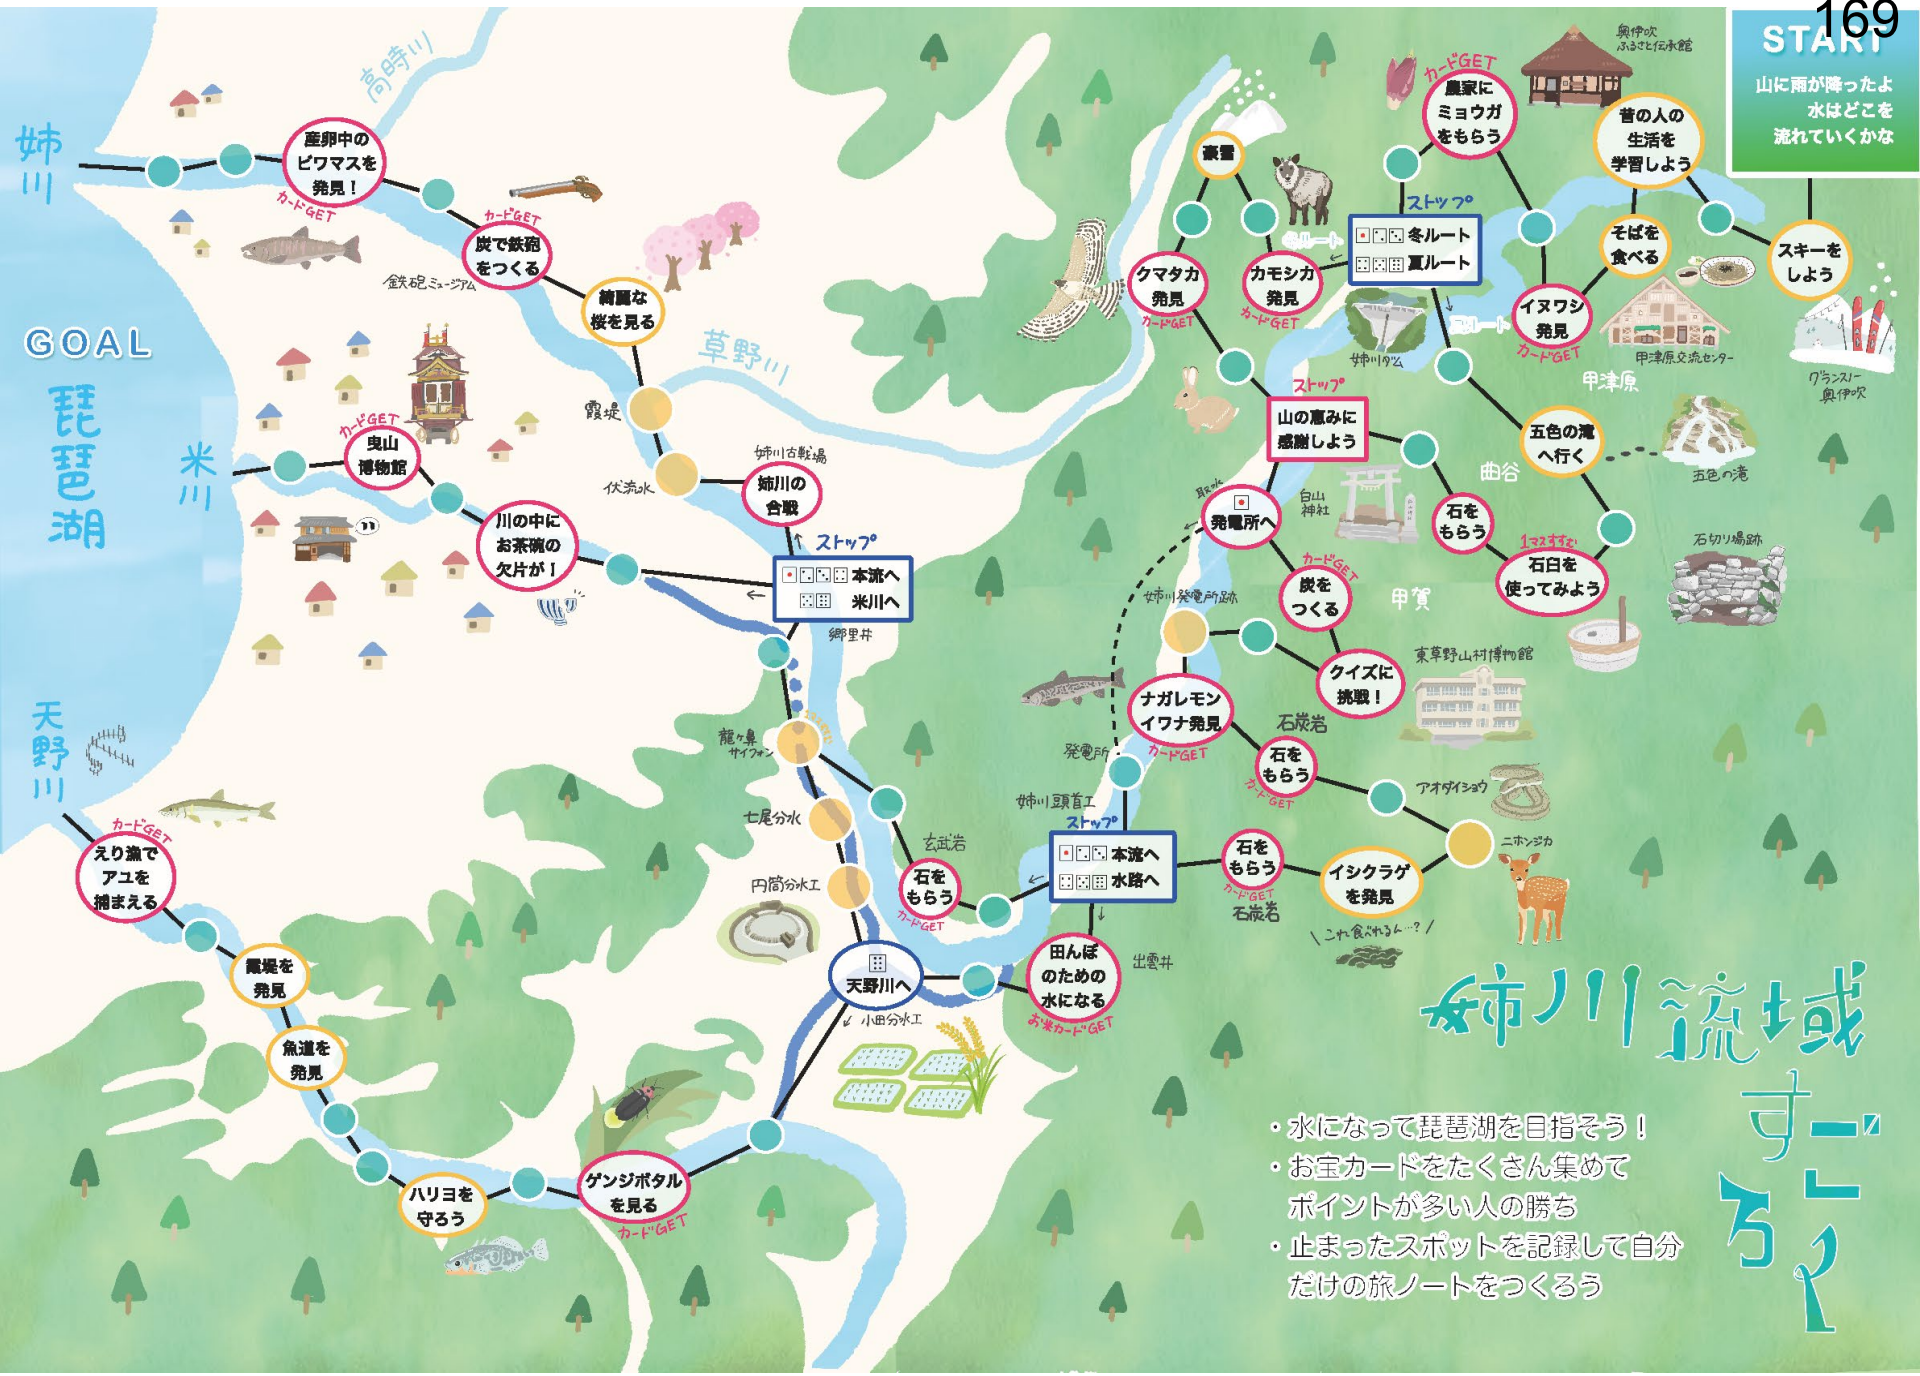 169
START
山に雨が降ったよ
水はどこを
流れていくかな
スキーを
しよう
グランスノー
奥伊吹
昔の人の
生活を
学習しよう
奥伊吹
ふるさと伝承館
そばを
食べる
甲津原交流センター
イヌワシ
発見
カードGET
カードGET
農家に
ミョウガ
をもらう
ストップ
冬ルート
夏ルート
冬ルート
夏ルート
姉川ダム
甲津原
カモシカ
発見
カードGET
豪雪
クマタカ
発見
カードGET
五色の滝
へ行く
五色の滝
曲谷
1マスすすむ
石臼を
使ってみよう
石切り場跡
石を
もらう
ストップ
山の恵みに
感謝しよう
白山
神社
取水
発電所へ
甲賀
カードGET
炭を
つくる
クイズに
挑戦!
東草野山村博物館
姉川発電所跡
ナガレモン
イワナ発見
カードGET
発電所
石炭岩
石を
もらう
カードGET
アオダイショウ
ニホンジカ
イシクラゲ
を発見
\これ食べれるん…?/
石を
もらう
カードGET
石炭岩
姉川頭首工
ストップ
本流へ
水路へ
田んぼ
のための
水になる
お米カードGET
出雲井
玄武岩
石を
もらう
カードGET
天野川へ
小田分水工
円筒分水工
七尾分水
龍ヶ鼻
サイフォン
ストップ
本流へ
米川へ
郷里井
姉川古戦場
姉川の
合戦
伏流水
霞堤
草野川
綺麗な
桜を見る
カードGET
炭で鉄砲
をつくる
鉄砲ミュージアム
高時川
産卵中の
ビワマスを
発見!
カードGET
姉川
GOAL
琵琶湖
米川
カードGET
曳山
博物館
川の中に
お茶碗の
欠片が!
天野川
カードGET
えり漁で
アユを
捕まえる
霞堤を
発見
魚道を
発見
ハリヨを
守ろう
ゲンジボタル
を見る
カードGET
姉川流域
すごろく
・水になって琵琶湖を目指そう!
・お宝カードをたくさん集めて
ポイントが多い人の勝ち
・止まったスポットを記録して自分
だけの旅ノートをつくろう